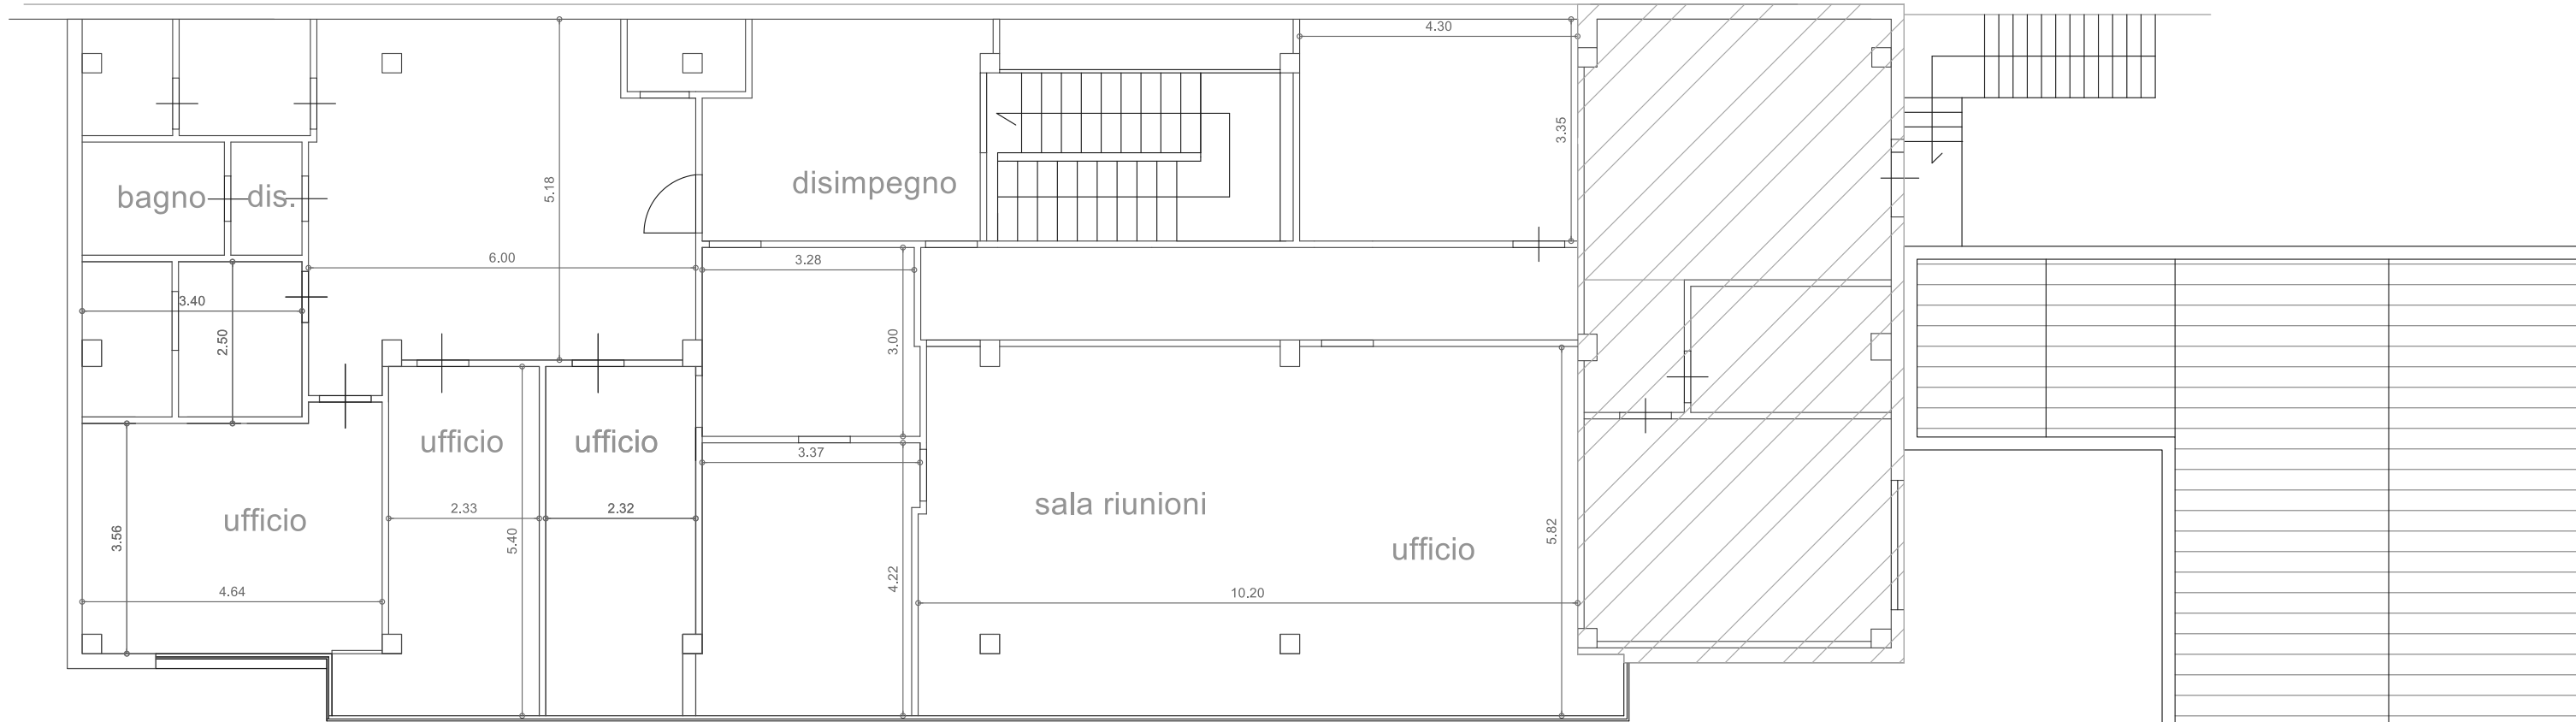 4.30
3.35
5.18
disimpegno
bagno
dis.
6.00
3.28
3.40
2.50
3.00
ufficio
ufficio
3.37
sala riunioni
2.33
2.32
ufficio
3.56
5.40
5.82
ufficio
4.22
4.64
10.20